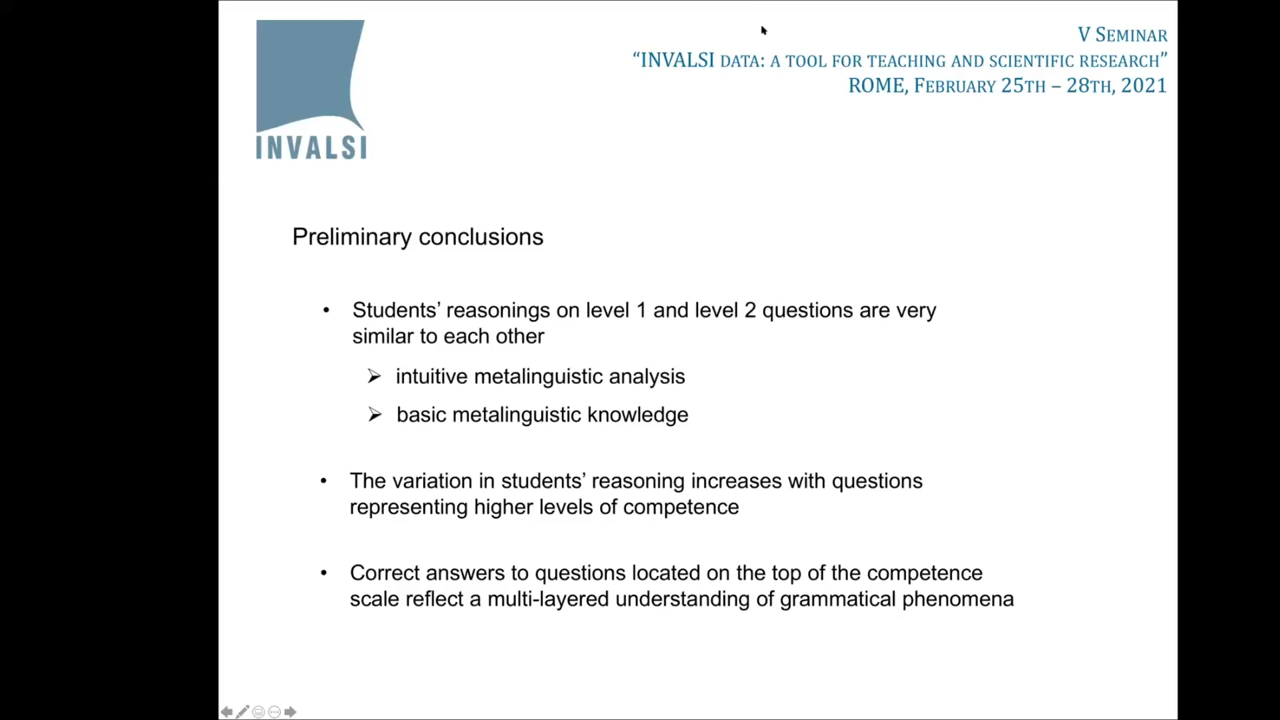 V SEMINAR
“INVALSI DATA: A TOOL FOR TEACHING AND SCIENTIFIC RESEARCH”
ROME, FEBRUARY 25TH – 28TH, 2021
INVALSI
Preliminary conclusions
• Students’ reasonings on level 1 and level 2 questions are very
similar to each other
➢ intuitive metalinguistic analysis
➢ basic metalinguistic knowledge
• The variation in students’ reasoning increases with questions
representing higher levels of competence
• Correct answers to questions located on the top of the competence
scale reflect a multi-layered understanding of grammatical phenomena